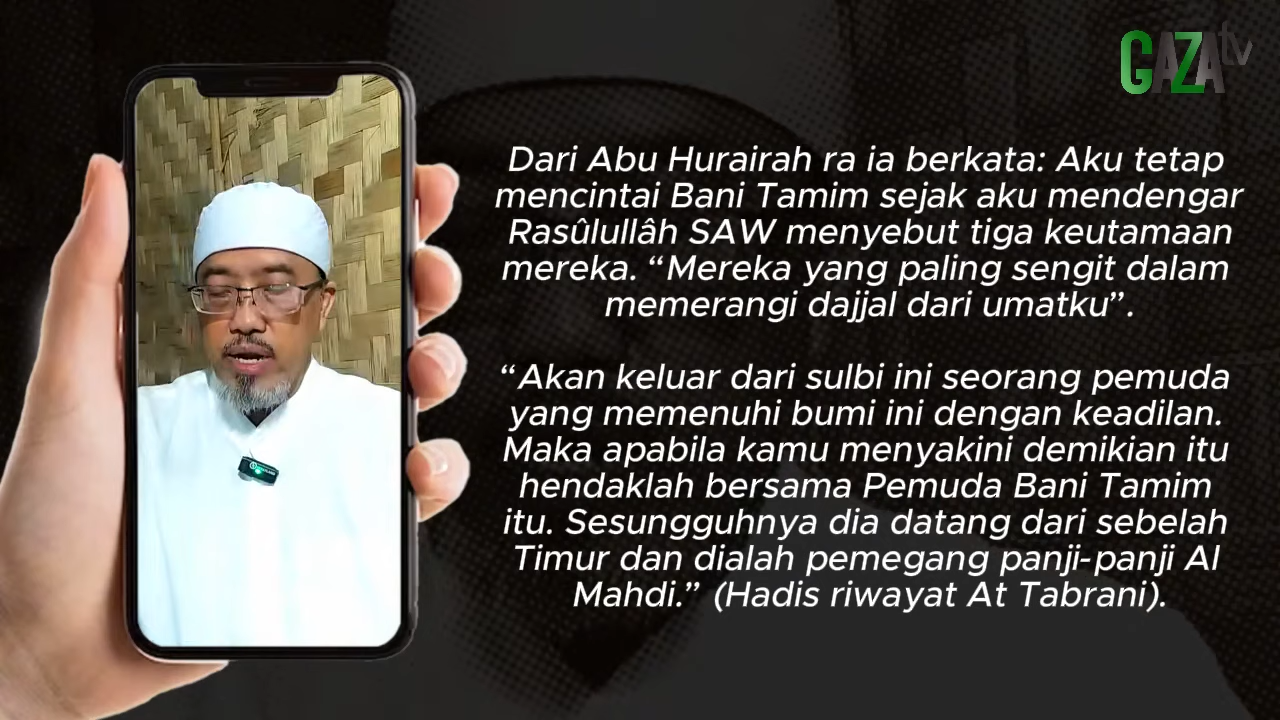 GAZAtv
Dari Abu Hurairah ra ia berkata: Aku tetap
mencintai Bani Tamim sejak aku mendengar
Rasûlullâh SAW menyebut tiga keutamaan
mereka. “Mereka yang paling sengit dalam
memerangi dajjal dari umatku”.
“Akan keluar dari sulbi ini seorang pemuda
yang memenuhi bumi ini dengan keadilan.
Maka apabila kamu menyakini demikian itu
hendaklah bersama Pemuda Bani Tamim
itu. Sesungguhnya dia datang dari sebelah
Timur dan dialah pemegang panji-panji Al
Mahdi.” (Hadis riwayat At Tabrani).